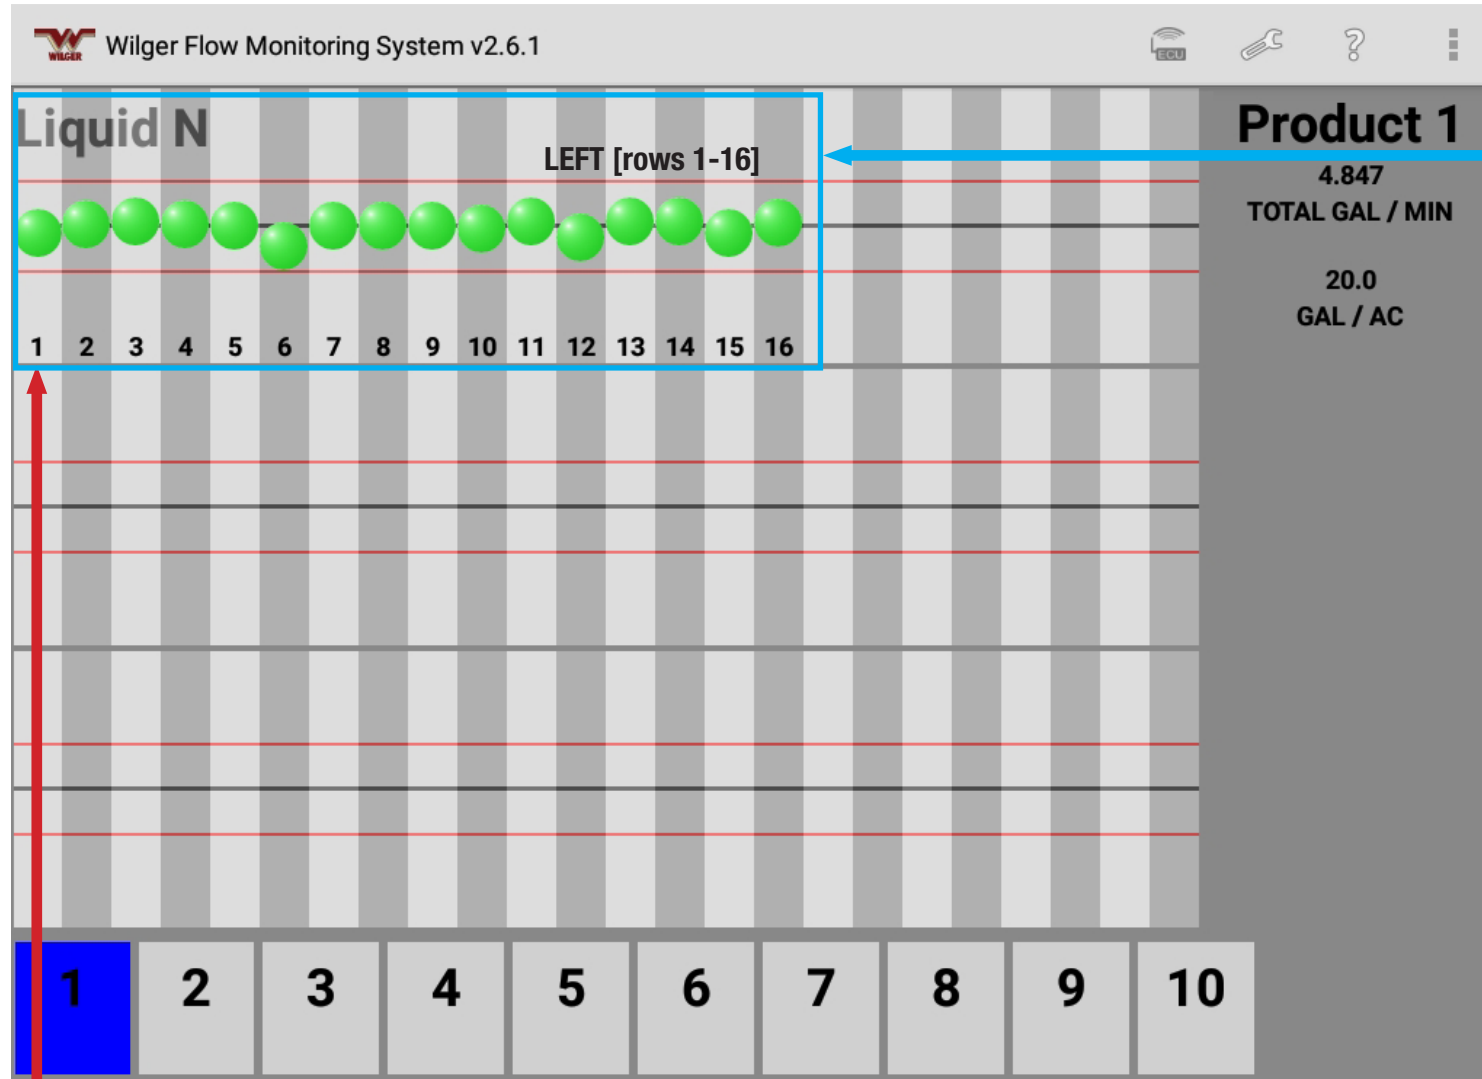 WILGER
Wilger Flow Monitoring System v2.6.1
ECU
?
Liquid N
LEFT [rows 1-16]
1 2 3 4 5 6 7 8 9 10 11 12 13 14 15 16
Product 1
4.847
TOTAL GAL / MIN
20.0
GAL / AC
1 2 3 4 5 6 7 8 9 10